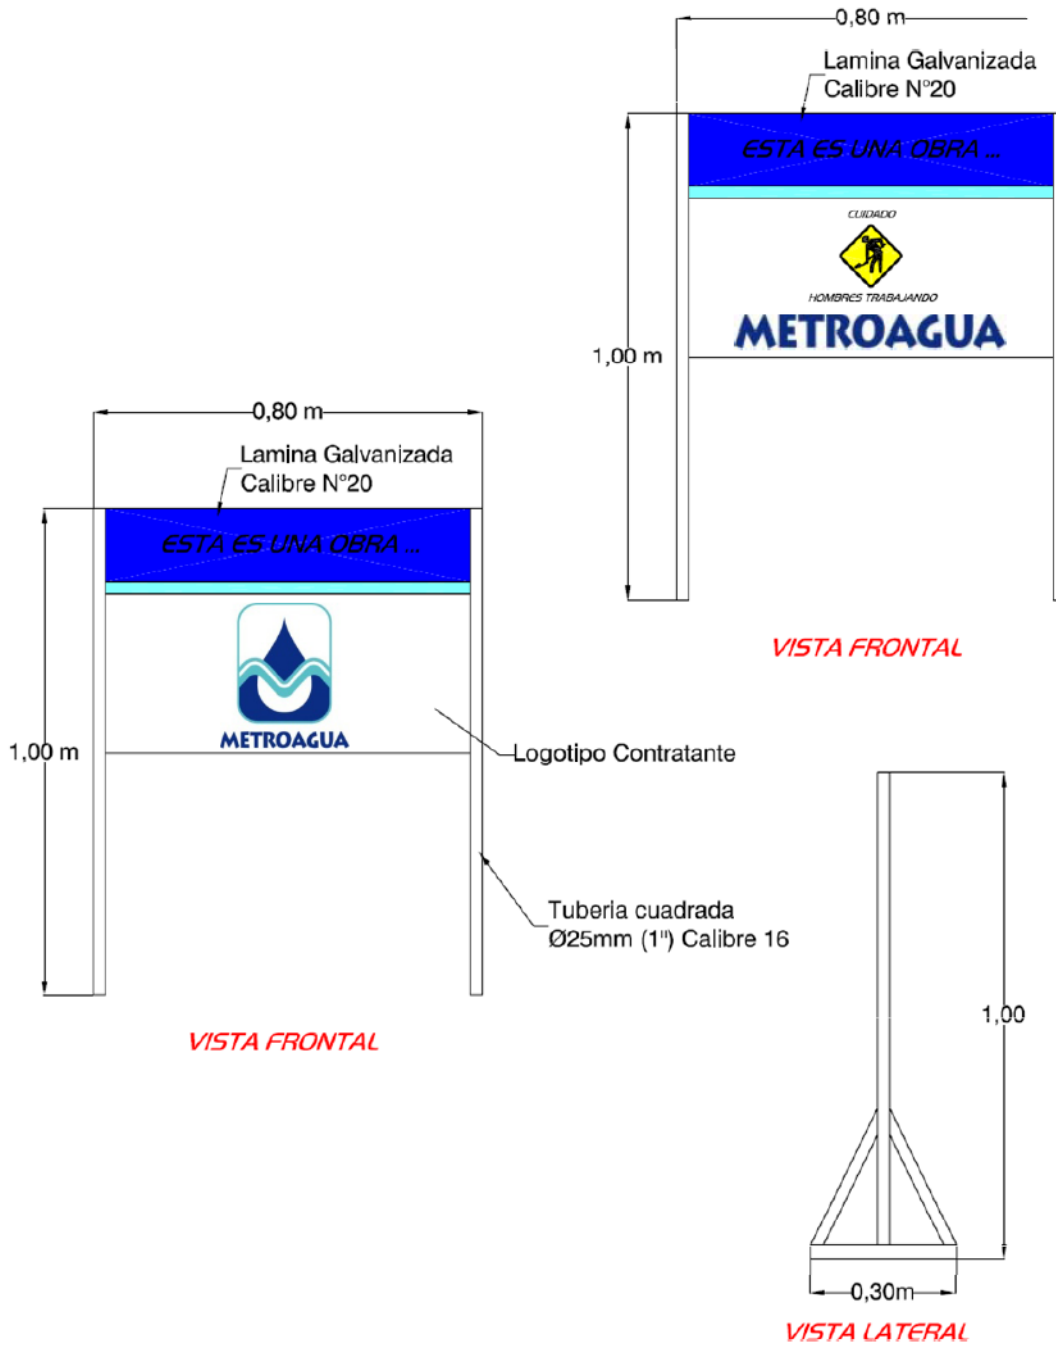 0,80 m
Lamina Galvanizada
Calibre N°20
ESTA ES UNA OBRA ...
CUIDADO
HOMBRES TRABAJANDO
METROAGUA
1,00 m
VISTA FRONTAL
0,80 m
Lamina Galvanizada
Calibre N°20
ESTA ES UNA OBRA ...
METROAGUA
1,00 m
Logotipo Contratante
Tuberia cuadrada
Ø25mm (1") Calibre 16
VISTA FRONTAL
1,00
0,30m
VISTA LATERAL